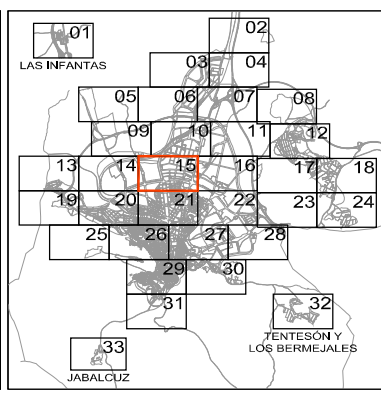 01
LAS INFANTAS
02
03 04
05 06 07 08
09 10 11 12
13 14 15 16 17 18
19 20 21 22 23 24
25 26 27 28
29 30
31 32
TENTESÓN Y
LOS BERMEJALES
33
JABALCUZ